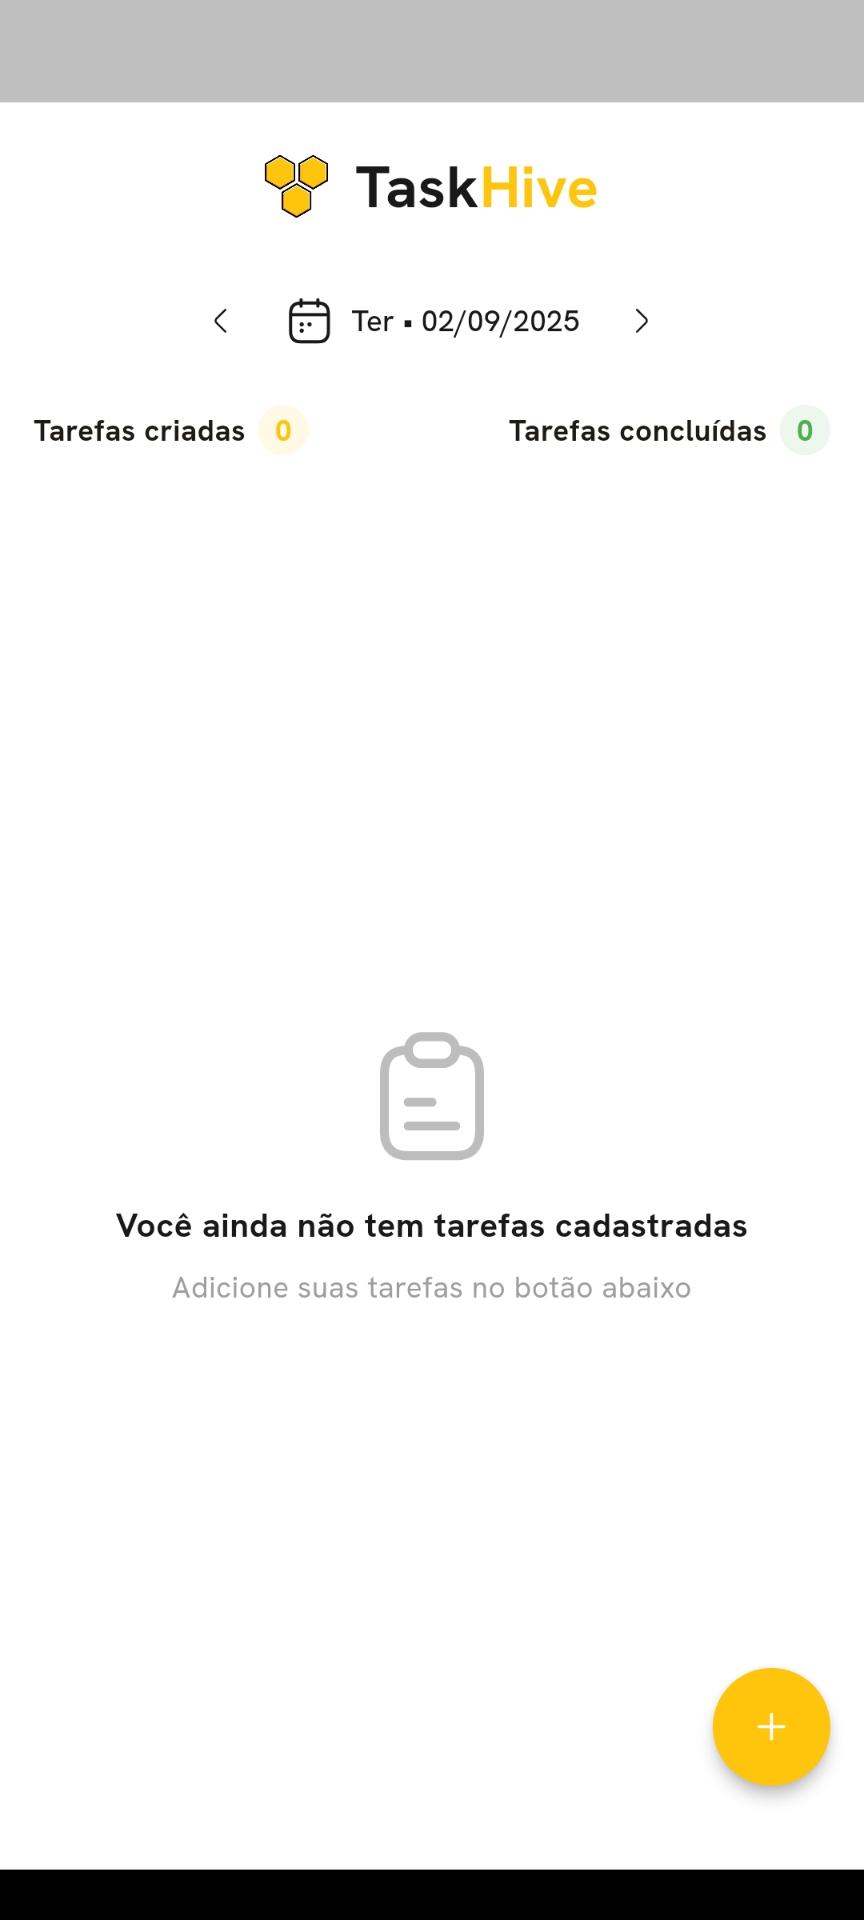 TaskHive
Ter ▪ 02/09/2025
Tarefas criadas 0
Tarefas concluídas 0
Você ainda não tem tarefas cadastradas
Adicione suas tarefas no botão abaixo
+